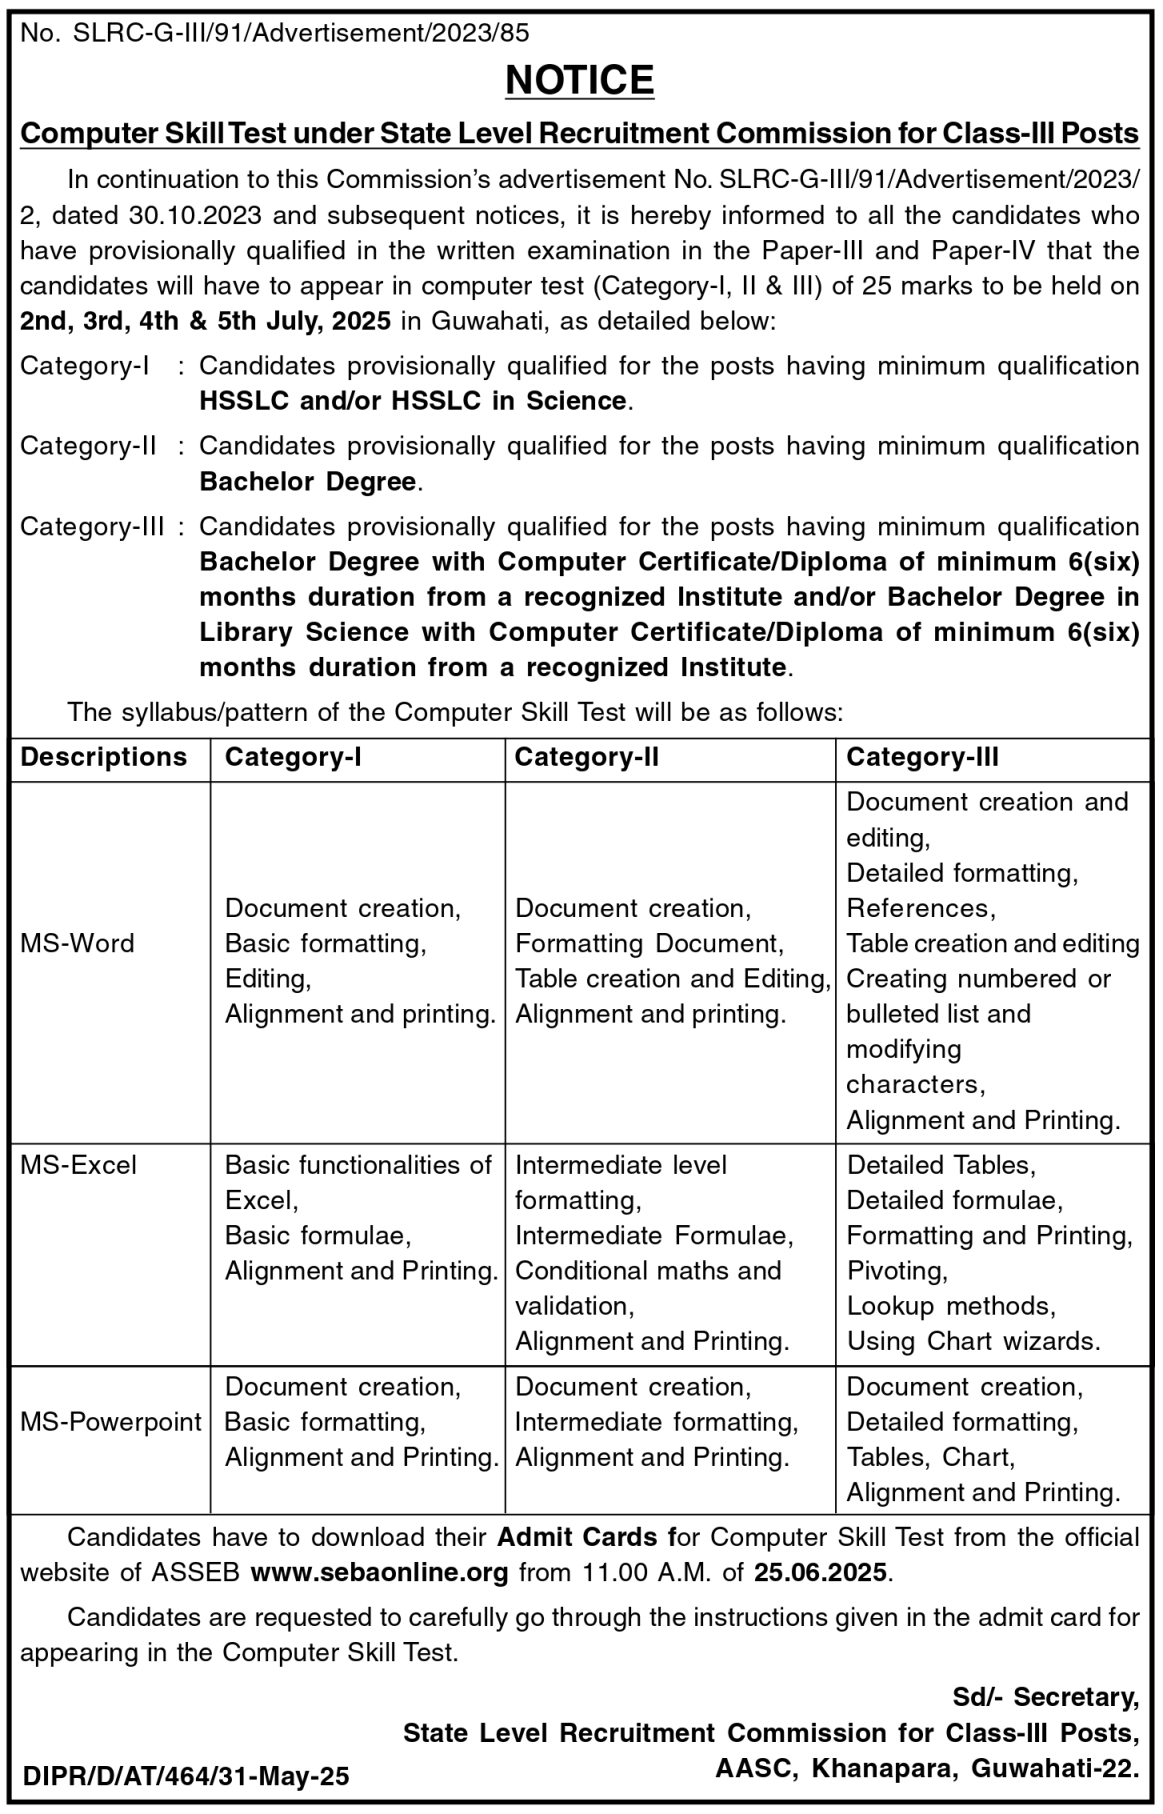 No. SLRC-G-III/91/Advertisement/2023/85
NOTICE
Computer Skill Test under State Level Recruitment Commission for Class-III Posts
In continuation to this Commission's advertisement No. SLRC-G-III/91/Advertisement/2023/
2, dated 30.10.2023 and subsequent notices, it is hereby informed to all the candidates who
have provisionally qualified in the written examination in the Paper-III and Paper-IV that the
candidates will have to appear in computer test (Category-I, II & III) of 25 marks to be held on
2nd, 3rd, 4th & 5th July, 2025 in Guwahati, as detailed below:
Category-I : Candidates provisionally qualified for the posts having minimum qualification
HSSLC and/or HSSLC in Science.
Category-II : Candidates provisionally qualified for the posts having minimum qualification
Bachelor Degree.
Category-III : Candidates provisionally qualified for the posts having minimum qualification
Bachelor Degree with Computer Certificate/Diploma of minimum 6(six)
months duration from a recognized Institute and/or Bachelor Degree in
Library Science with Computer Certificate/Diploma of minimum 6(six)
months duration from a recognized Institute.
The syllabus/pattern of the Computer Skill Test will be as follows:
Descriptions Category-I Category-II Category-III
MS-Word
Document creation,
Basic formatting,
Editing,
Alignment and printing.
Document creation,
Formatting Document,
Table creation and Editing,
Alignment and printing.
Document creation and
editing,
Detailed formatting,
References,
Table creation and editing
Creating numbered or
bulleted list and
modifying
characters,
Alignment and Printing.
MS-Excel
Basic functionalities of
Excel,
Basic formulae,
Alignment and Printing.
Intermediate level
formatting,
Intermediate Formulae,
Conditional maths and
validation,
Alignment and Printing.
Detailed Tables,
Detailed formulae,
Formatting and Printing,
Pivoting,
Lookup methods,
Using Chart wizards.
MS-Powerpoint
Document creation,
Basic formatting,
Alignment and Printing.
Document creation,
Intermediate formatting,
Alignment and Printing.
Document creation,
Detailed formatting,
Tables, Chart,
Alignment and Printing.
Candidates have to download their Admit Cards for Computer Skill Test from the official
website of ASSEB www.sebaonline.org from 11.00 A.M. of 25.06.2025.
Candidates are requested to carefully go through the instructions given in the admit card for
appearing in the Computer Skill Test.
Sd/- Secretary,
State Level Recruitment Commission for Class-III Posts,
AASC, Khanapara, Guwahati-22.
DIPR/D/AT/464/31-May-25